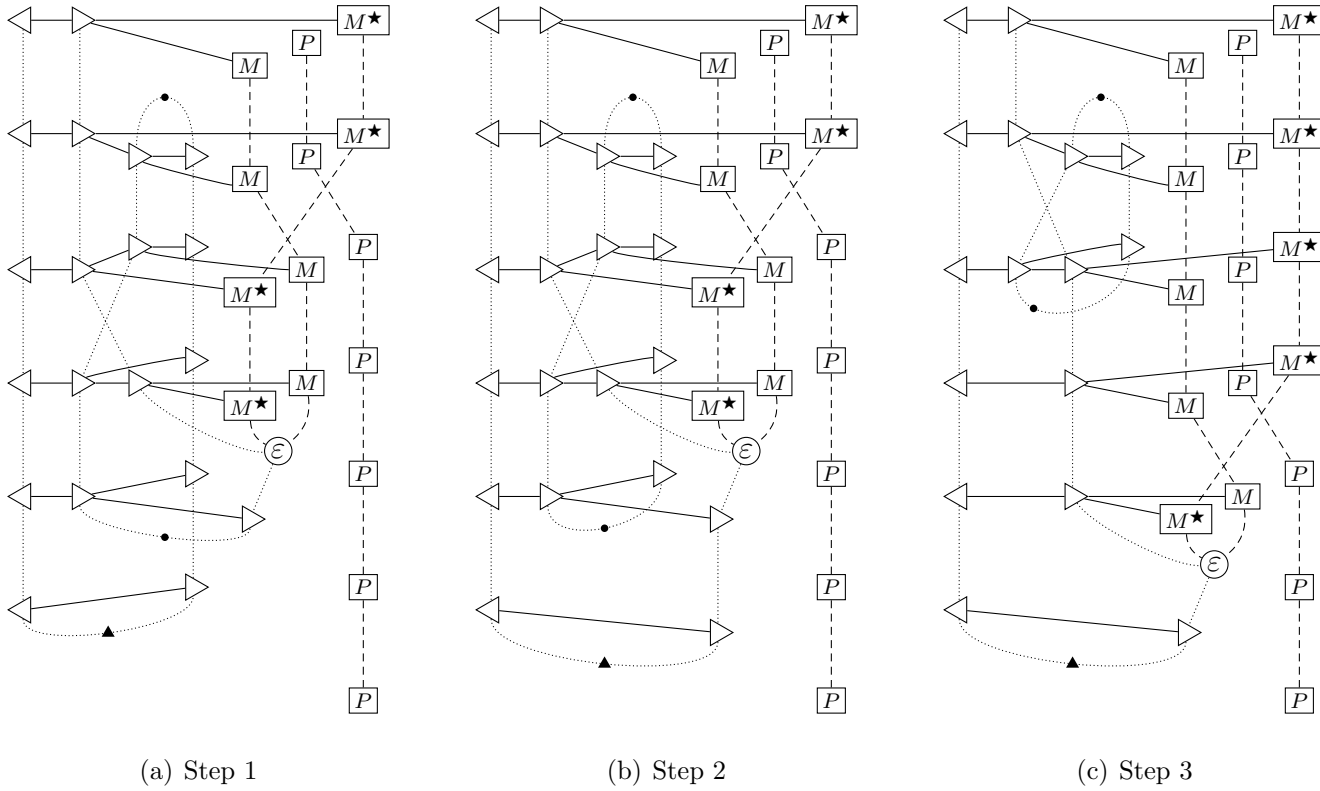 M★ M★ M★
P P P
M M M
M★ M★ M★
P P P
M M M
P P M★
M M P
M★ M★ M
P P M★
M M P
M★ M★ M
ε ε
P P P
M
M★
ε
P P P
P P P
(a) Step 1 (b) Step 2 (c) Step 3